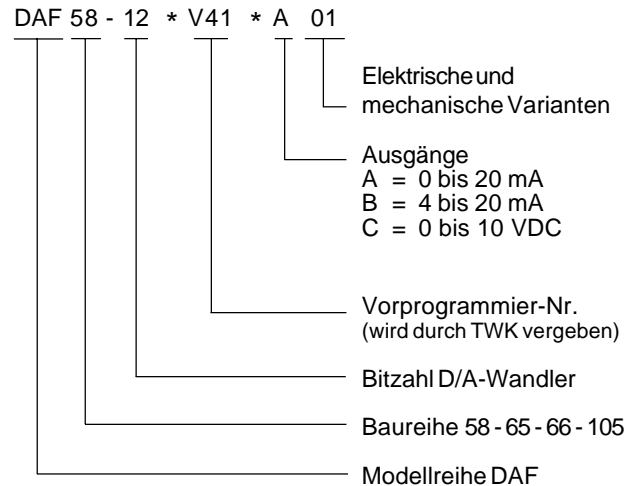 DAF 58 - 12 * V41 * A 01
Elektrische und
mechanische Varianten
Ausgänge
A = 0 bis 20 mA
B = 4 bis 20 mA
C = 0 bis 10 VDC
Vorprogrammier-Nr.
(wird durch TWK vergeben)
Bitzahl D/A-Wandler
Baureihe 58 - 65 - 66 - 105
Modellreihe DAF